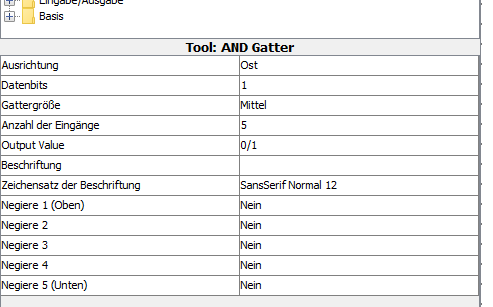 Eingabe/Ausgabe
Basis
Tool: AND Gatter
Ausrichtung Ost
Datenbits 1
Gattergröße Mittel
Anzahl der Eingänge 5
Output Value 0/1
Beschriftung
Zeichensatz der Beschriftung SansSerif Normal 12
Negiere 1 (Oben) Nein
Negiere 2 Nein
Negiere 3 Nein
Negiere 4 Nein
Negiere 5 (Unten) Nein